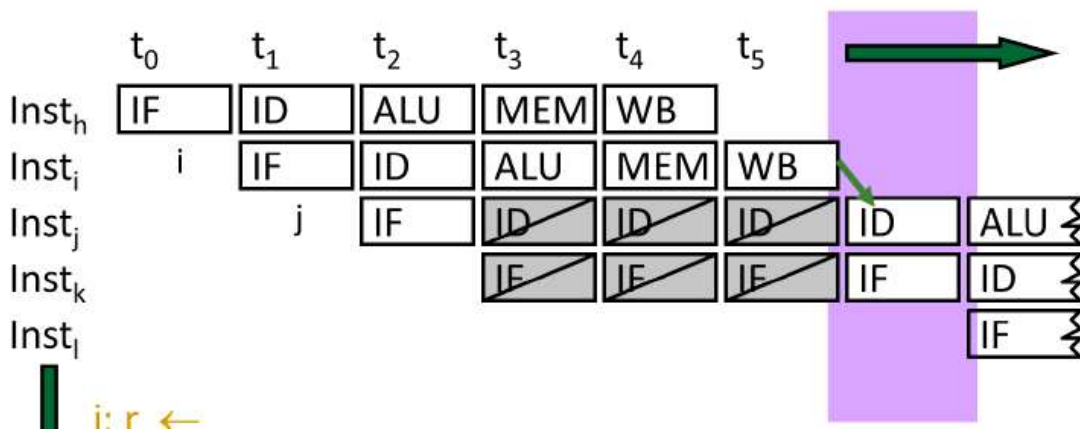 t0 t1 t2 t3 t4 t5
Insth IF ID ALU MEM WB
Insti i IF ID ALU MEM WB
Instj j IF ID ID ID ID ALU
Instk IF IF IF IF ID
Instl IF
i: r ←